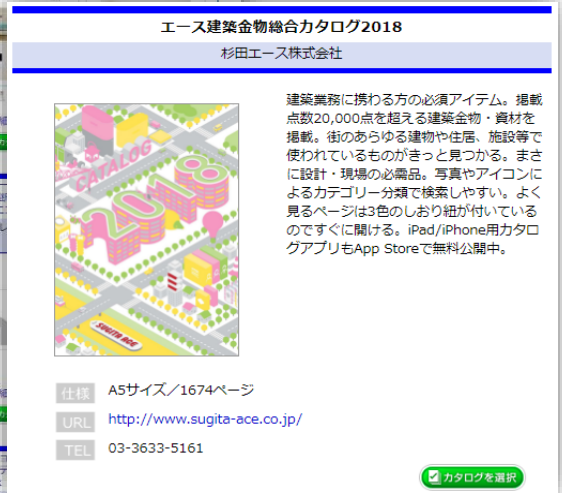 エース建築金物総合カタログ2018
杉田エース株式会社
建築業務に携わる方の必須アイテム。掲載
点数20,000点を超える建築金物・資材を
掲載。街のあらゆる建物や住居、施設等で
使われているものがきっと見つかる。まさ
に設計・現場の必需品。写真やアイコンに
よるカテゴリー分類で検索しやすい。よく
見るページは3色のしおり紐が付いている
のですぐに開ける。iPad/iPhone用カタロ
グアプリもApp Storeで無料公開中。
CATALOG
2018
SUGITA ACE
仕様 A5サイズ／1674ページ
URL http://www.sugita-ace.co.jp/
TEL 03-3633-5161
カタログを選択